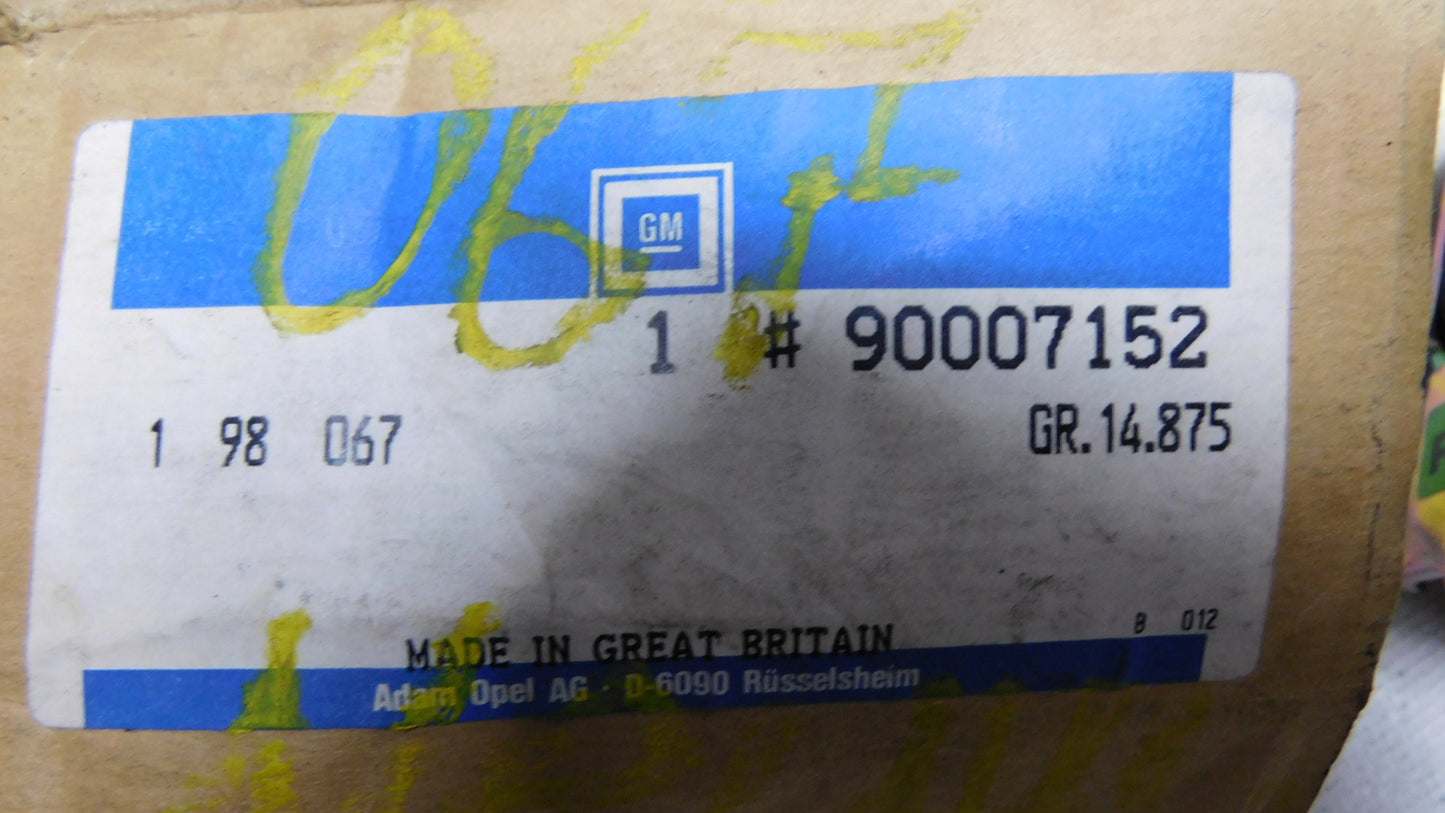 067
GM
1 # 90007152
1 98 067
GR.14.875
B 012
MADE IN GREAT BRITAIN
Adam Opel AG · D-6090 Rüsselsheim